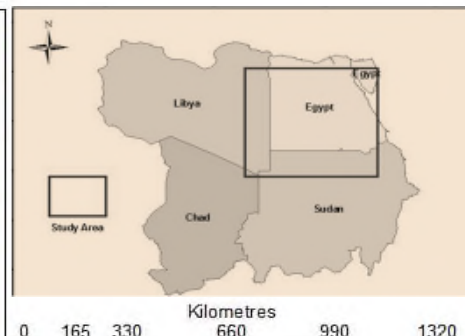 N
Egypt
Libya
Egypt
Chad
Sudan
Study Area
Kilometres
0 165 330 660 990 1320